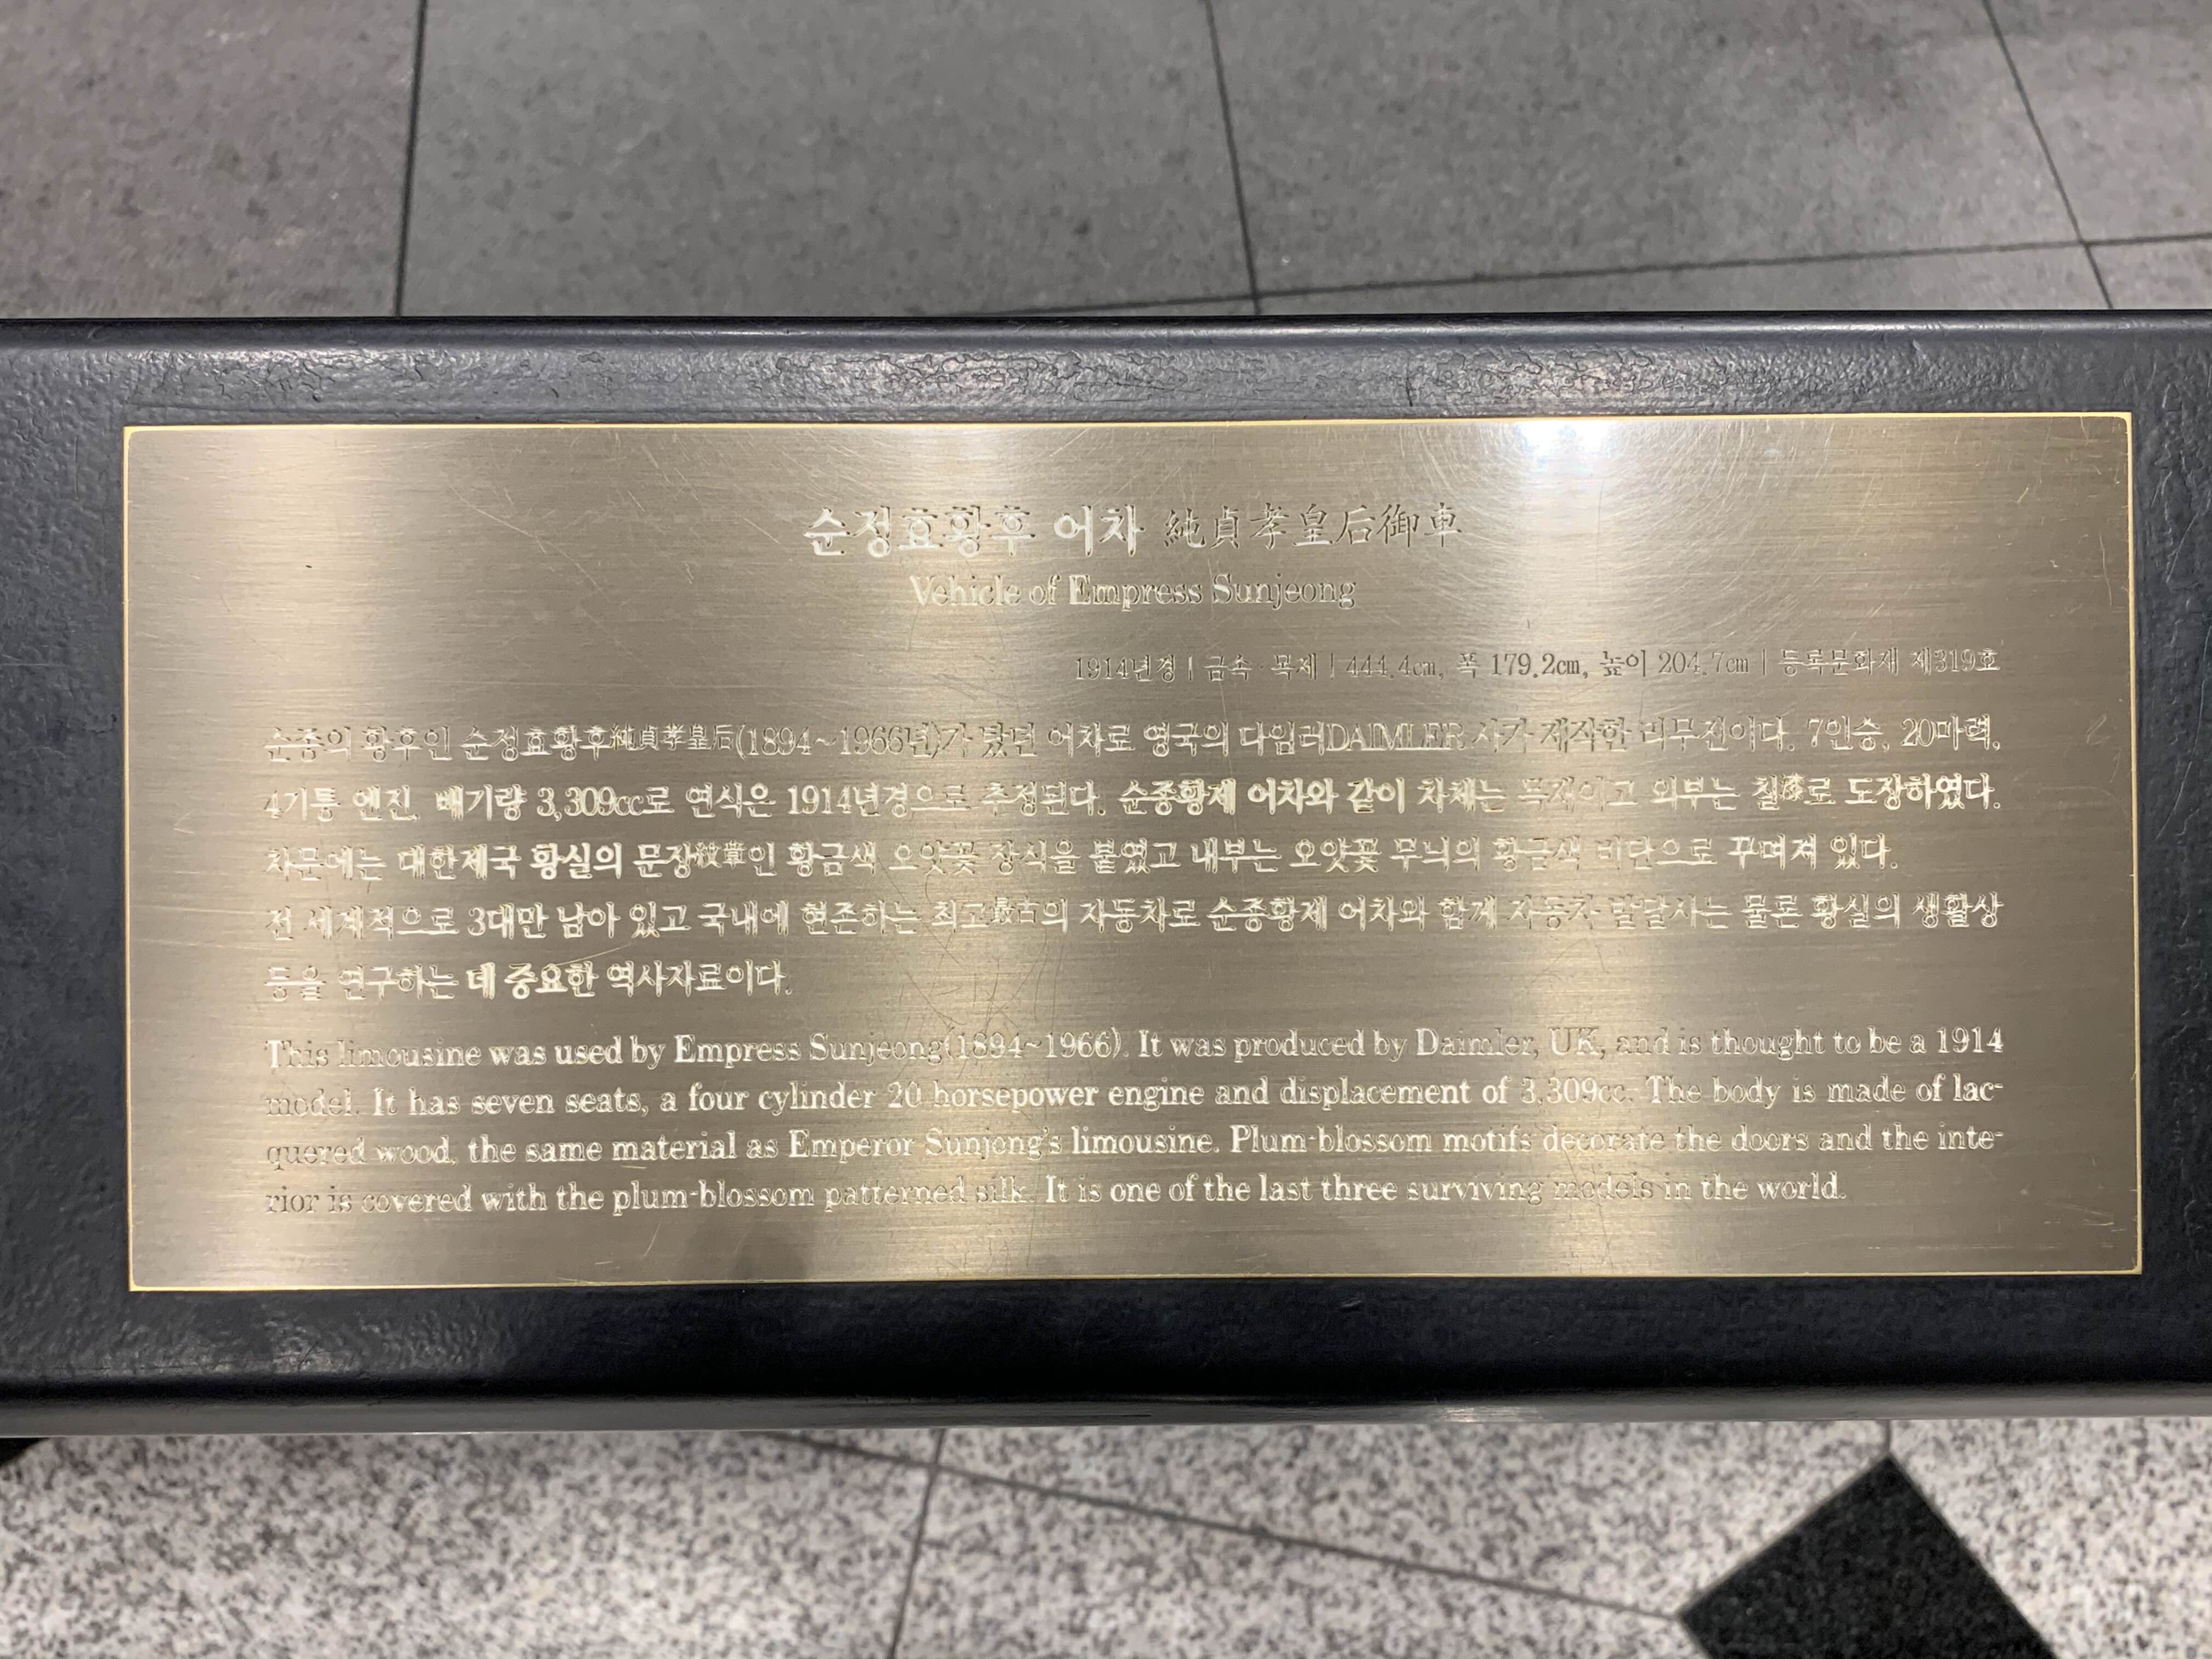 순정효황후 어차 純貞孝皇后御車
Vehicle of Empress Sunjeong
1914년경 | 금속·목제 | 444.4cm, 폭 179.2cm, 높이 204.7cm | 등록문화재 제319호
순종의 황후인 순정효황후純貞孝皇后(1894~1966년)가 탔던 어차로 영국의 다임러DAIMLER 사가 제작한 리무진이다. 7인승, 20마력,
4기통 엔진, 배기량 3,309cc로 연식은 1914년경으로 추정된다. 순종황제 어차와 같이 차체는 목재이고 외부는 칠漆로 도장하였다.
차문에는 대한제국 황실의 문장紋章인 황금색 오얏꽃 장식을 붙였고 내부는 오얏꽃 무늬의 황금색 비단으로 꾸며져 있다.
전 세계적으로 3대만 남아 있고 국내에 현존하는 최고最古의 자동차로 순종황제 어차와 함께 자동차 발달사는 물론 황실의 생활상
등을 연구하는 데 중요한 역사자료이다.
This limousine was used by Empress Sunjeong(1894~1966). It was produced by Daimler, UK, and is thought to be a 1914
model. It has seven seats, a four cylinder 20 horsepower engine and displacement of 3,309cc. The body is made of lac-
quered wood, the same material as Emperor Sunjong's limousine. Plum-blossom motifs decorate the doors and the inte-
rior is covered with the plum-blossom patterned silk. It is one of the last three surviving models in the world.